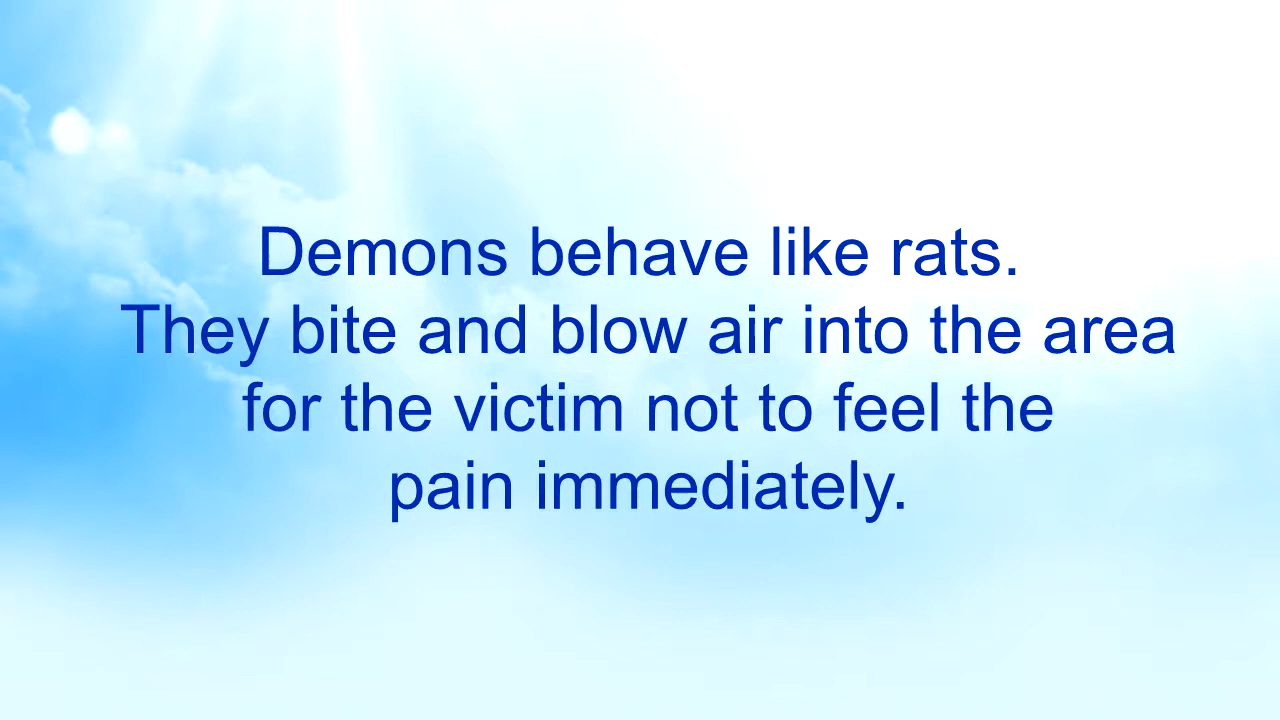 Demons behave like rats.
They bite and blow air into the area
for the victim not to feel the
pain immediately.